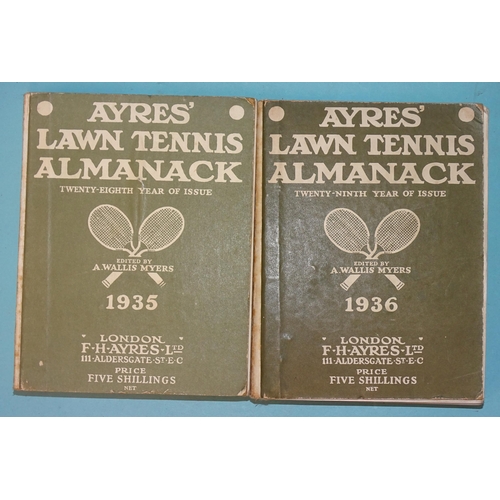 AYRES'
LAWN TENNIS
ALMANACK
TWENTY-EIGHTH YEAR OF ISSUE
EDITED BY
A. WALLIS MYERS
1935
LONDON
F·H·AYRES·LTD
111·ALDERSGATE·ST·E·C
PRICE
FIVE SHILLINGS
NET
AYRES'
LAWN TENNIS
ALMANACK
TWENTY-NINTH YEAR OF ISSUE
EDITED BY
A. WALLIS MYERS
1936
LONDON
F·H·AYRES·LTD
111·ALDERSGATE·ST·E·C
PRICE
FIVE SHILLINGS
NET